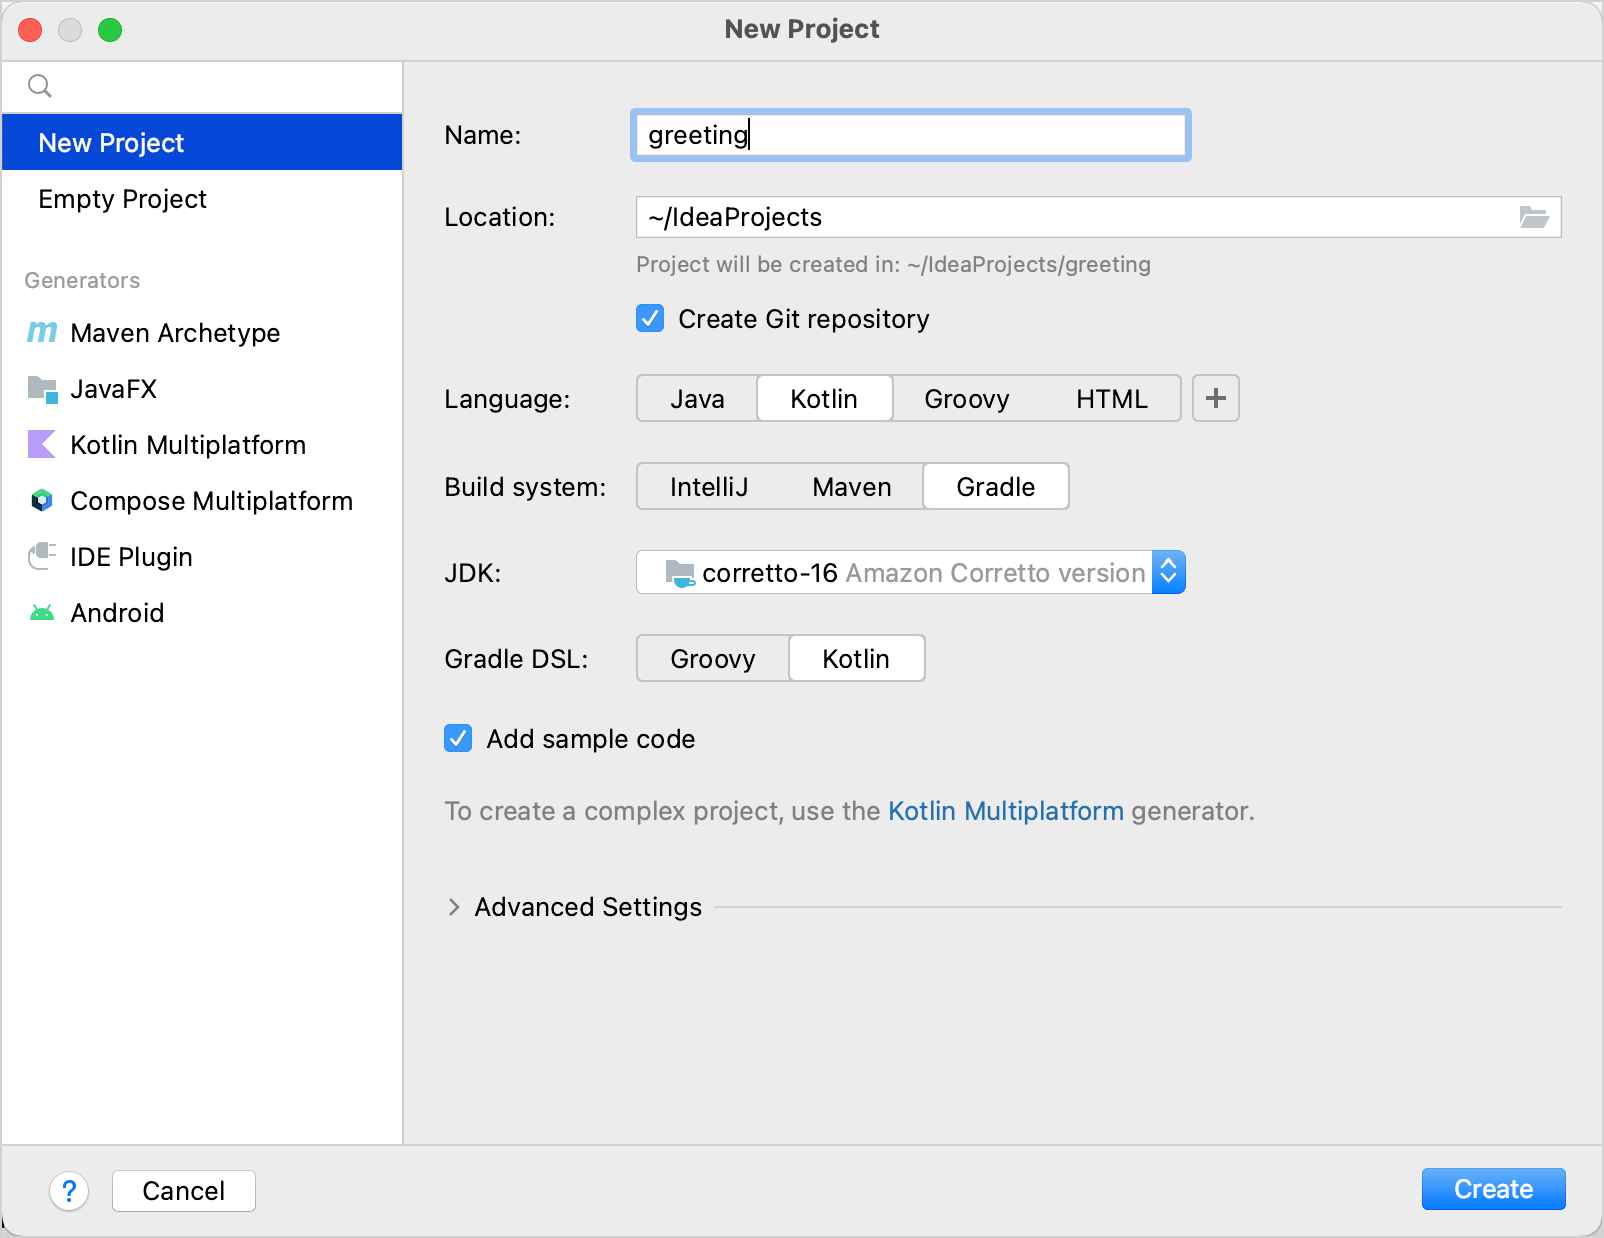 New Project
New Project
Empty Project
Generators
Maven Archetype
JavaFX
Kotlin Multiplatform
Compose Multiplatform
IDE Plugin
Android
Name: greeting
Location: ~/IdeaProjects
Project will be created in: ~/IdeaProjects/greeting
Create Git repository
Language: Java Kotlin Groovy HTML +
Build system: IntelliJ Maven Gradle
JDK: corretto-16 Amazon Corretto version
Gradle DSL: Groovy Kotlin
Add sample code
To create a complex project, use the Kotlin Multiplatform generator.
Advanced Settings
? Cancel Create